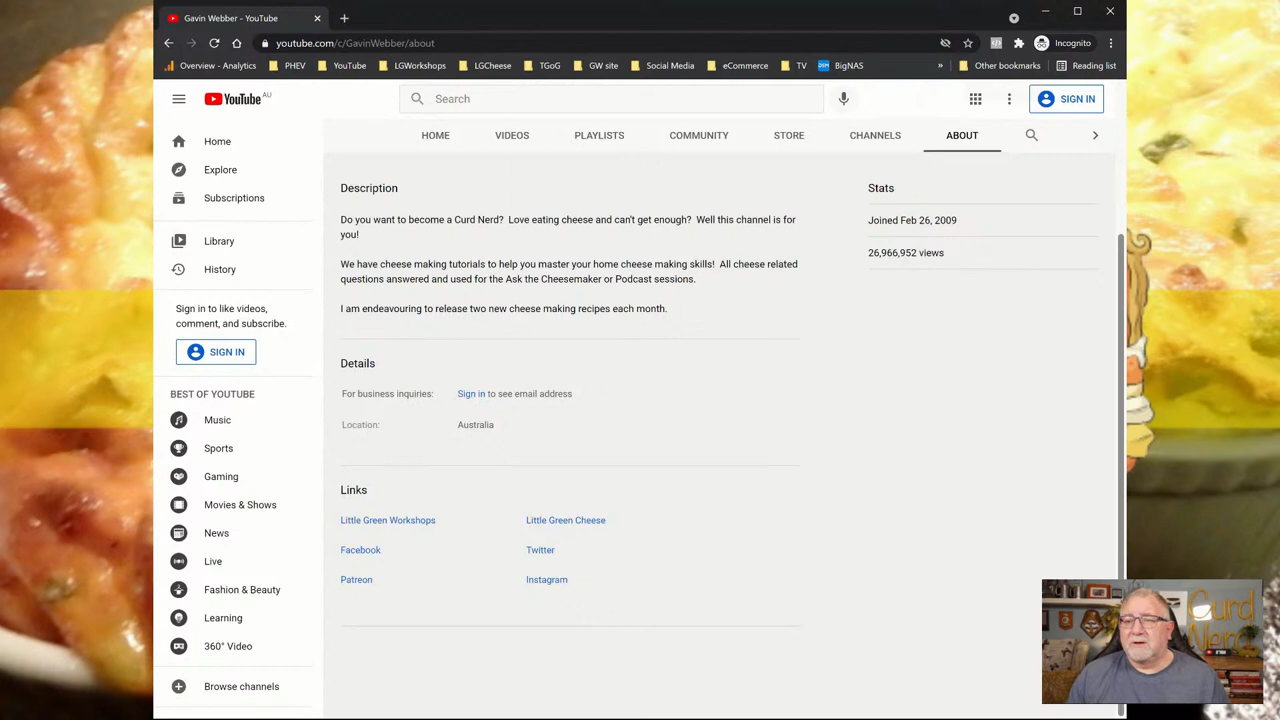 Gavin Webber - YouTube
youtube.com/c/GavinWebber/about
Incognito
Overview - Analytics
PHEV
YouTube
LGWorkshops
LGCheese
TGoG
GW site
Social Media
eCommerce
TV
DSM
BigNAS
»
Other bookmarks
Reading list
YouTube AU
Search
SIGN IN
HOME
VIDEOS
PLAYLISTS
COMMUNITY
STORE
CHANNELS
ABOUT
Home
Explore
Subscriptions
Library
History
Sign in to like videos,
comment, and subscribe.
SIGN IN
BEST OF YOUTUBE
Music
Sports
Gaming
Movies & Shows
News
Live
Fashion & Beauty
Learning
360° Video
Browse channels
Description
Do you want to become a Curd Nerd? Love eating cheese and can't get enough? Well this channel is for
you!
We have cheese making tutorials to help you master your home cheese making skills! All cheese related
questions answered and used for the Ask the Cheesemaker or Podcast sessions.
I am endeavouring to release two new cheese making recipes each month.
Details
For business inquiries: Sign in to see email address
Location: Australia
Links
Little Green Workshops
Little Green Cheese
Facebook
Twitter
Patreon
Instagram
Stats
Joined Feb 26, 2009
26,966,952 views
Curd
Nerd